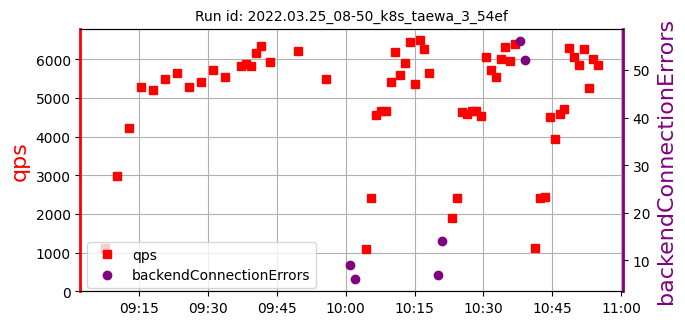 Run id: 2022.03.25_08-50_k8s_taewa_3_54ef
qps
6000
5000
4000
3000
2000
1000
0
50
40
30
20
10
backendConnectionErrors
qps
backendConnectionErrors
09:15 09:30 09:45 10:00 10:15 10:30 10:45 11:00